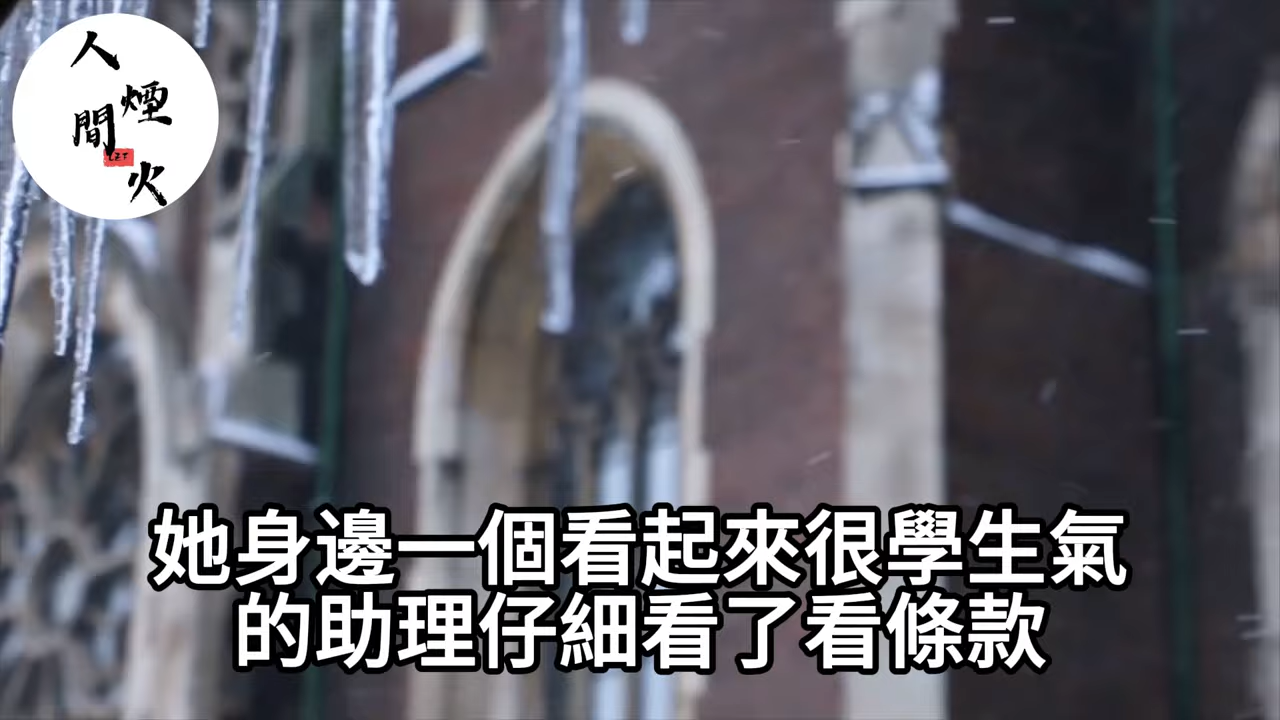 人間煙火
LZT
她身邊一個看起來很學生氣
的助理仔細看了看條款